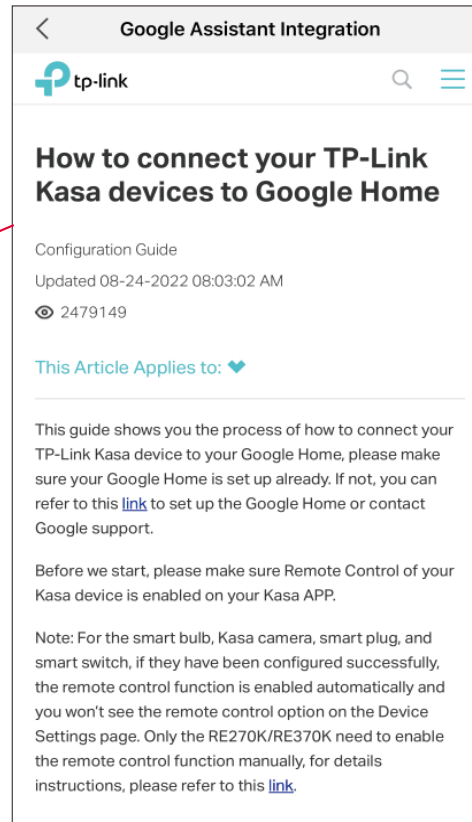 Google Assistant Integration
tp-link
How to connect your TP-Link
Kasa devices to Google Home
Configuration Guide
Updated 08-24-2022 08:03:02 AM
2479149
This Article Applies to:
This guide shows you the process of how to connect your
TP-Link Kasa device to your Google Home, please make
sure your Google Home is set up already. If not, you can
refer to this link to set up the Google Home or contact
Google support.
Before we start, please make sure Remote Control of your
Kasa device is enabled on your Kasa APP.
Note: For the smart bulb, Kasa camera, smart plug, and
smart switch, if they have been configured successfully,
the remote control function is enabled automatically and
you won't see the remote control option on the Device
Settings page. Only the RE270K/RE370K need to enable
the remote control function manually, for details
instructions, please refer to this link.